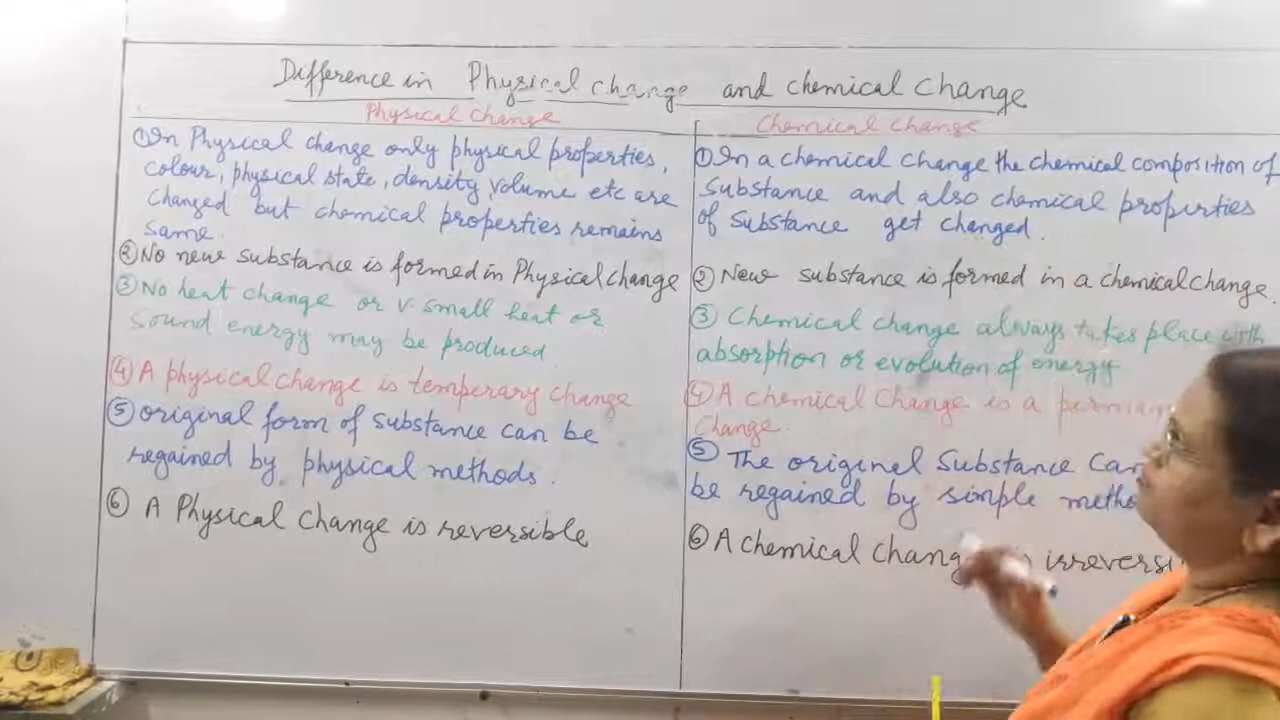 Difference in Physical change and chemical Change
Physical Change
① In Physical change only physical properties,
colour, physical state, density, volume etc are
changed but chemical properties remains
same.
② No new substance is formed in Physical change
③ No heat change or v. small heat or
sound energy may be produced
④ A physical change is temperary change
⑤ original form of substance can be
regained by physical methods.
⑥ A Physical Change is reversible
Chemical Change
① In a chemical change the chemical composition of
Substance and also chemical properties
of substance get changed.
② New substance is formed in a chemical change.
③ Chemical change always takes place with
absorption or evolution of energy
④ A chemical change is a
change.
⑤ The original Substance
be regained by simple
⑥ A chemical